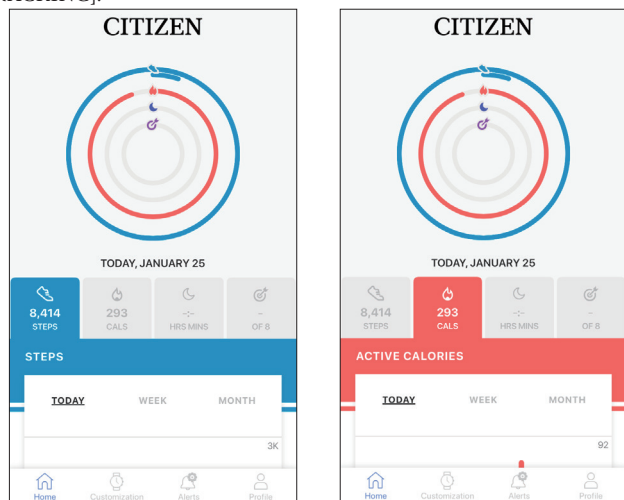 CITIZEN
TODAY, JANUARY 25
8,414 293 -:- –
STEPS CALS HRS MINS OF 8
STEPS
TODAY WEEK MONTH
3K
Home Customization Alerts Profile
CITIZEN
TODAY, JANUARY 25
8,414 293 -:- –
STEPS CALS HRS MINS OF 8
ACTIVE CALORIES
TODAY WEEK MONTH
92
Home Customization Alerts Profile